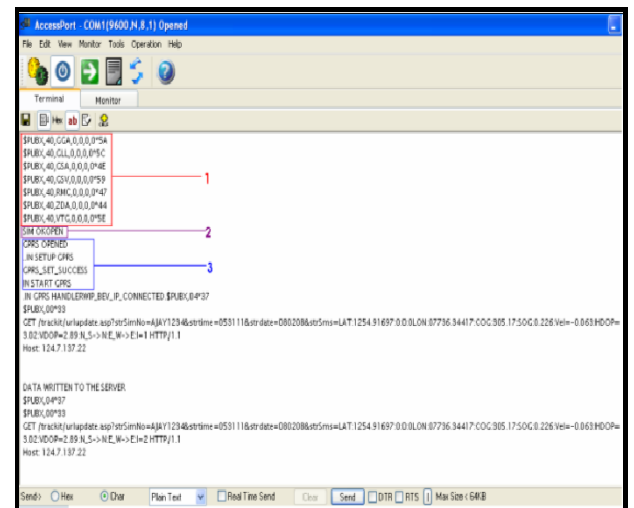 AccessPort - COM1(9600,N,8,1) Opened
File Edit View Monitor Tools Operation Help
Terminal Monitor
Hex ab
$PUBX,40,GGA,0,0,0,0*5A
$PUBX,40,GLL,0,0,0,0*5C
$PUBX,40,GSA,0,0,0,0*4E
$PUBX,40,GSV,0,0,0,0*59
$PUBX,40,RMC,0,0,0,0*47
$PUBX,40,ZDA,0,0,0,0*44
$PUBX,40,VTG,0,0,0,0*5E
1
SIM OK OPEN
2
GPRS OPENED
.IN SETUP GPRS
GPRS_SET_SUCCESS
IN START GPRS
3
.IN GPRS HANDLERWIP_BEV_IP_CONNECTED.$PUBX,04*37
$PUBX,00*33
GET /trackit/urlupdate.asp?strSimNo=AJAY1234&strtime=053111&strdate=080208&strSms=LAT:1254.91697:0:0:0LON:07736.34417:COG:305.17:SOG:0.226:Vel=-0.063:HDOP=
3.02:VDOP=2.89:N_S->N:E_W->E:I=1 HTTP/1.1
Host: 124.7.137.22
DATA WRITTEN TO THE SERVER
$PUBX,04*37
$PUBX,00*33
GET /trackit/urlupdate.asp?strSimNo=AJAY1234&strtime=053111&strdate=080208&strSms=LAT:1254.91697:0:0:0LON:07736.34417:COG:305.17:SOG:0.226:Vel=-0.063:HDOP=
3.02:VDOP=2.89:N_S->N:E_W->E:I=2 HTTP/1.1
Host: 124.7.137.22
Send> Hex Char Plain Text Real Time Send Clear Send DTR RTS Max Size < 64KB